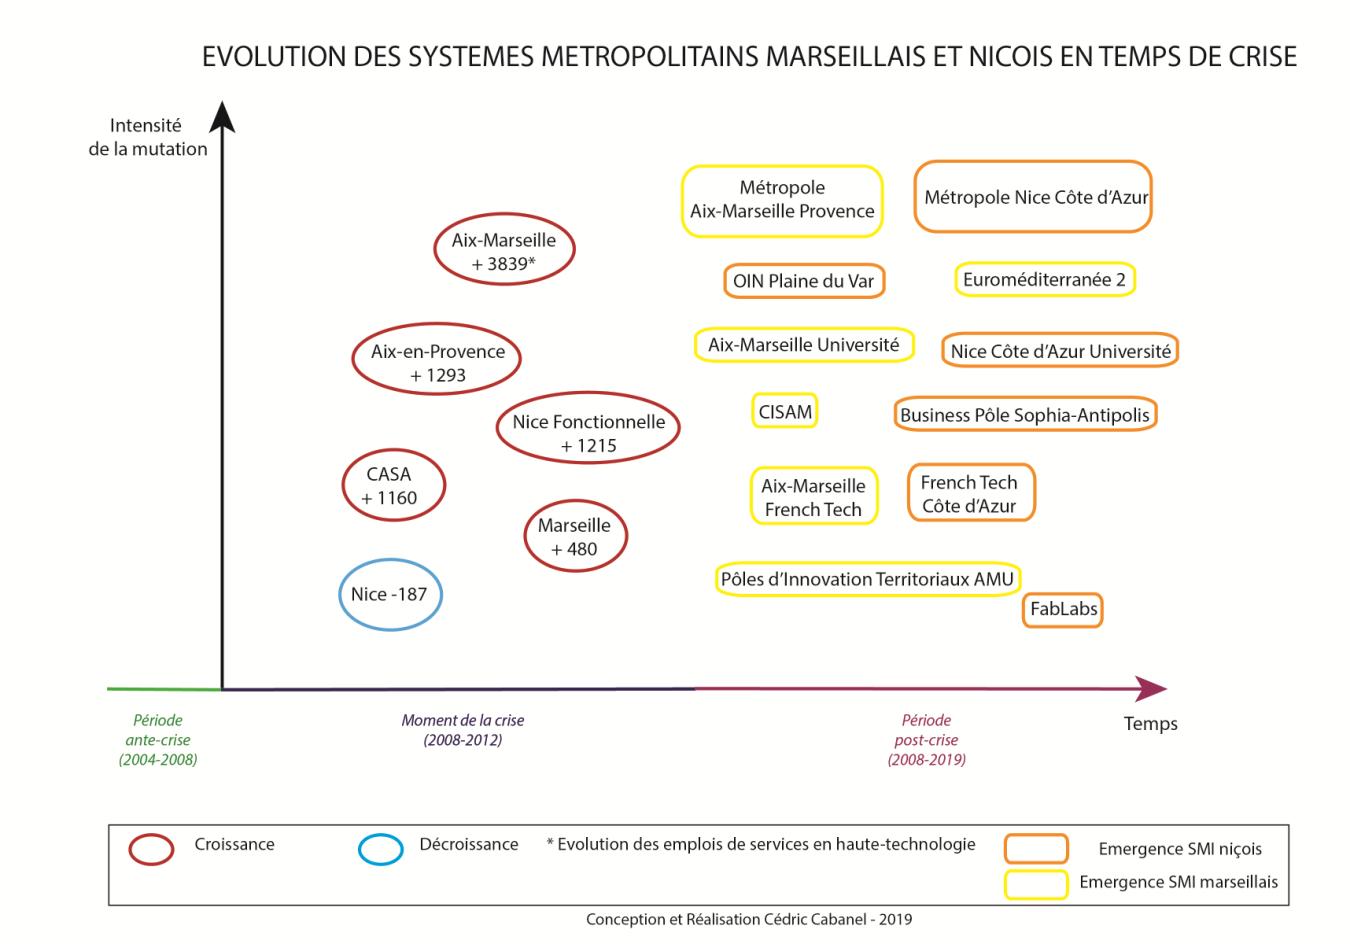 EVOLUTION DES SYSTEMES METROPOLITAINS MARSEILLAIS ET NICOIS EN TEMPS DE CRISE
Intensité
de la mutation
Métropole
Aix-Marseille Provence
Métropole Nice Côte d'Azur
Aix-Marseille
+ 3839*
OIN Plaine du Var
Euroméditerranée 2
Aix-en-Provence
+ 1293
Aix-Marseille Université
Nice Côte d'Azur Université
Nice Fonctionnelle
+ 1215
CISAM
Business Pôle Sophia-Antipolis
CASA
+ 1160
Aix-Marseille
French Tech
French Tech
Côte d'Azur
Marseille
+ 480
Nice -187
Pôles d'Innovation Territoriaux AMU
FabLabs
Période
ante-crise
(2004-2008)
Moment de la crise
(2008-2012)
Période
post-crise
(2008-2019)
Temps
Croissance
Décroissance
* Evolution des emplois de services en haute-technologie
Emergence SMI niçois
Emergence SMI marseillais
Conception et Réalisation Cédric Cabanel - 2019